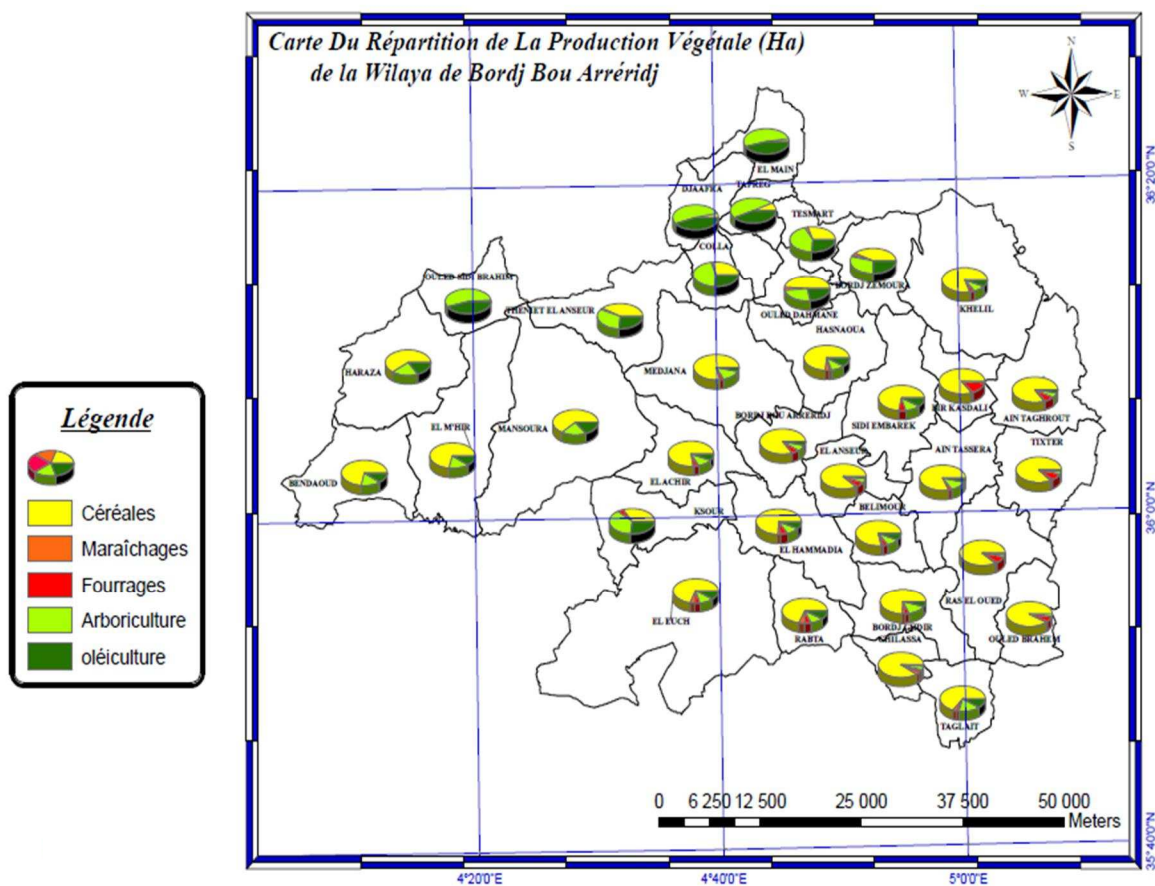 Carte Du Répartition de La Production Végétale (Ha)
de la Wilaya de Bordj Bou Arréridj
N
W
E
S
36°20'0"N
EL MAIN
DJAAFRA
TAFREG
TESMART
COLLA
OULED SIDI BRAHIM
THENIET EL ANSEUR
BORDJ ZEMOURA
OULED DAHMANE
KHELIL
HASNAOUA
HARAZA
MEDJANA
Légende
Céréales
Maraîchages
Fourrages
Arboriculture
oléiculture
BIR KASDALI
AIN TAGHROUT
BORDJ BOU ARRERIDJ
SIDI EMBAREK
EL M'HIR
MANSOURA
TIXTER
EL ANSEUR
AIN TASSERA
BENDAOUD
ELACHIR
KSOUR
BELIMOUR
36°0'0"N
EL HAMMADIA
RAS EL OUED
EL EUCH
RABTA
BORDJ GHDIR
OULED BRAHEM
GHILASSA
TAGLAIT
0 6 250 12 500 25 000 37 500 50 000
Meters
35°40'0"N
4°20'0"E 4°40'0"E 5°0'0"E